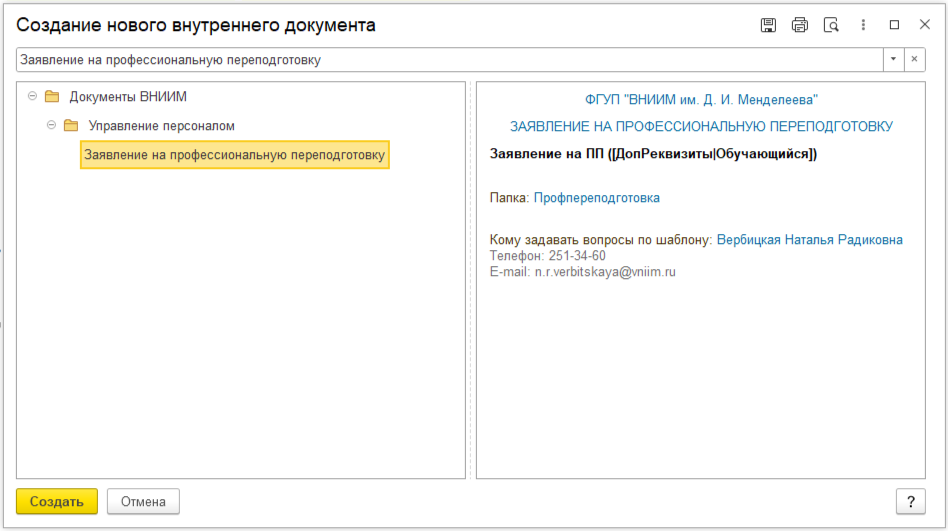 Создание нового внутреннего документа
Заявление на профессиональную переподготовку
Документы ВНИИМ
Управление персоналом
Заявление на профессиональную переподготовку
ФГУП "ВНИИМ им. Д. И. Менделеева"
ЗАЯВЛЕНИЕ НА ПРОФЕССИОНАЛЬНУЮ ПЕРЕПОДГОТОВКУ
Заявление на ПП ([ДопРеквизиты|Обучающийся])
Папка: Профпереподготовка
Кому задавать вопросы по шаблону: Вербицкая Наталья Радиковна
Телефон: 251-34-60
E-mail: n.r.verbitskaya@vniim.ru
Создать
Отмена
?